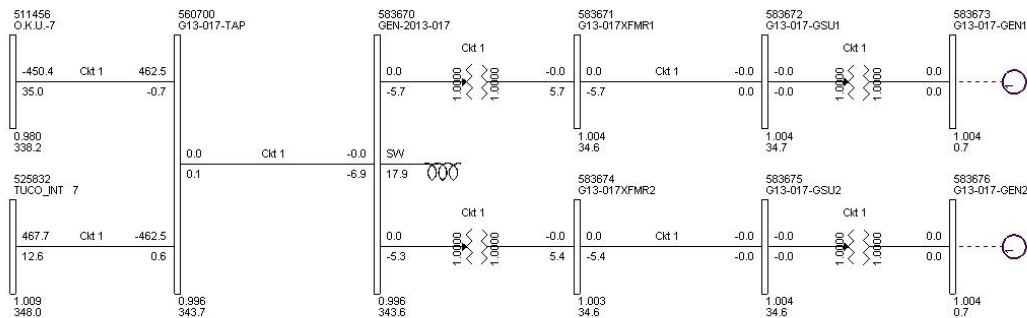 511456
O.K.U.-7
560700
G13-017-TAP
583670
GEN-2013-017
583671
G13-017XFMR1
583672
G13-017-GSU1
583673
G13-017-GEN1
Ckt 1
Ckt 1
-450.4 Ckt 1 462.5
35.0 -0.7
0.0 -0.0
-5.7 5.7
1.0000 1.0000
0.0 Ckt 1 -0.0
-5.7 0.0
-0.0 0.0
-0.0 0.0
1.0000 1.0000
1
0.980
338.2
1.004
34.6
1.004
34.7
1.004
0.7
0.0 Ckt 1 -0.0
0.1 -6.9
SW
17.9
525832
TUCO_INT 7
583674
G13-017XFMR2
583675
G13-017-GSU2
583676
G13-017-GEN2
Ckt 1
Ckt 1
467.7 Ckt 1 -462.5
12.6 0.6
0.0 -0.0
-5.3 5.4
1.0000 1.0000
0.0 Ckt 1 -0.0
-5.4 -0.0
-0.0 0.0
-0.0 0.0
1.0000 1.0000
1
1.009
348.0
0.996
343.7
0.996
343.6
1.003
34.6
1.004
34.6
1.004
0.7